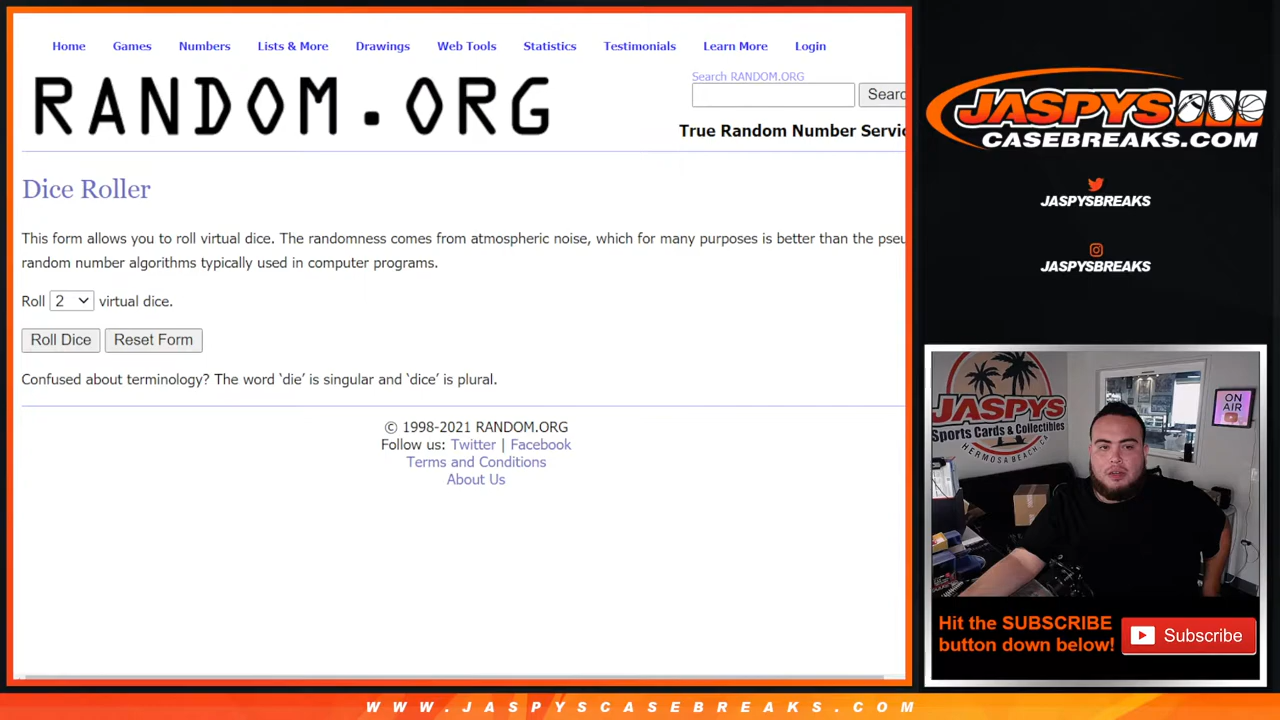 Home Games Numbers Lists & More Drawings Web Tools Statistics Testimonials Learn More Login
RANDOM.ORG
Search RANDOM.ORG
Searc
True Random Number Servic
Dice Roller
This form allows you to roll virtual dice. The randomness comes from atmospheric noise, which for many purposes is better than the pseu
random number algorithms typically used in computer programs.
Roll 2 virtual dice.
Roll Dice Reset Form
Confused about terminology? The word ‘die’ is singular and ‘dice’ is plural.
© 1998-2021 RANDOM.ORG
Follow us: Twitter | Facebook
Terms and Conditions
About Us
JASPYS
CASEBREAKS.COM
JASPYSBREAKS
JASPYSBREAKS
JASPYS
Sports Cards & Collectibles
HERMOSA BEACH, CA
ON
AIR
Hit the SUBSCRIBE
button down below!
Subscribe
WWW.JASPYSCASEBREAKS.COM